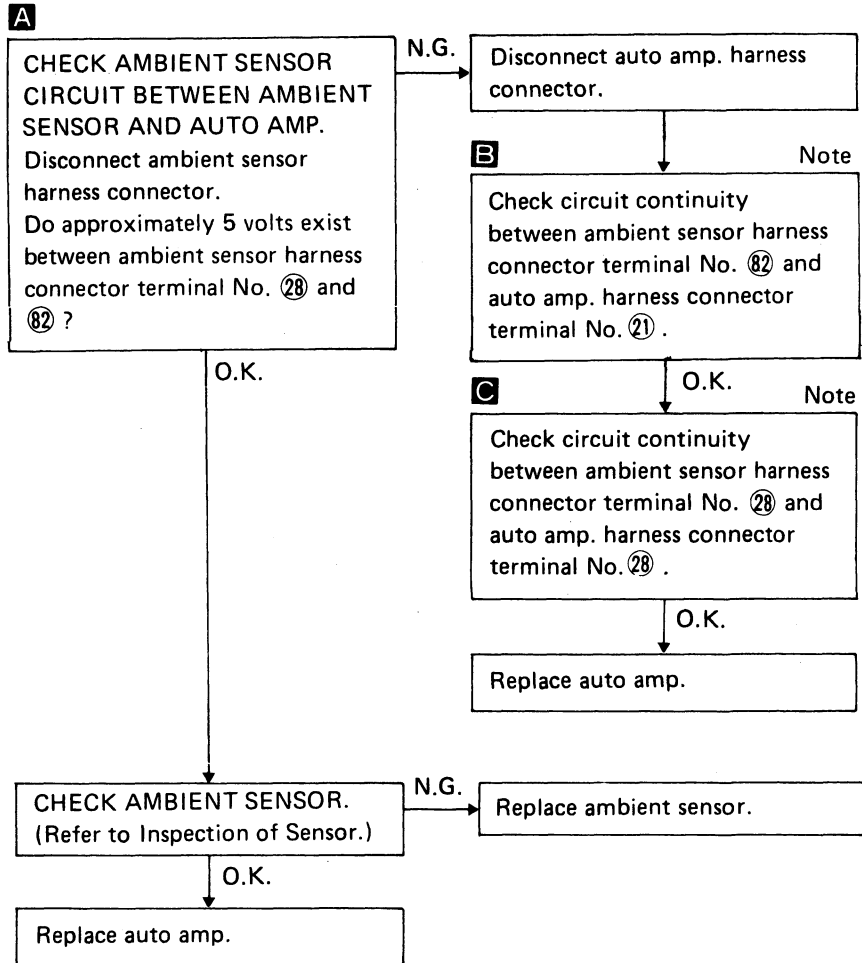 A
CHECK AMBIENT SENSOR
CIRCUIT BETWEEN AMBIENT
SENSOR AND AUTO AMP.
Disconnect ambient sensor
harness connector.
Do approximately 5 volts exist
between ambient sensor harness
connector terminal No. ㉘ and
82 ?
N.G.
Disconnect auto amp. harness
connector.
B
Note
Check circuit continuity
between ambient sensor harness
connector terminal No. 82 and
auto amp. harness connector
terminal No. ㉑ .
O.K.
C
Note
Check circuit continuity
between ambient sensor harness
connector terminal No. ㉘ and
auto amp. harness connector
terminal No. ㉘ .
O.K.
Replace auto amp.
O.K.
CHECK AMBIENT SENSOR.
(Refer to Inspection of Sensor.)
N.G.
Replace ambient sensor.
O.K.
Replace auto amp.